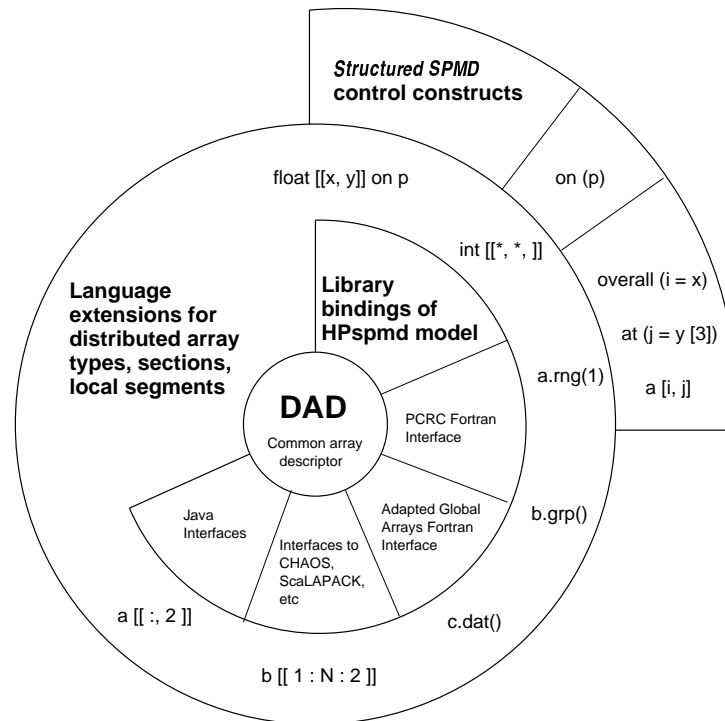 Structured SPMD
control constructs
float [[x, y]] on p
on (p)
int [[*, *, ]]
overall (i = x)
at (j = y [3])
a [i, j]
Language
extensions for
distributed array
types, sections,
local segments
Library
bindings of
HPspmd model
a.rng(1)
DAD
Common array
descriptor
PCRC Fortran
Interface
Java
Interfaces
Interfaces to
CHAOS,
ScaLAPACK,
etc
Adapted Global
Arrays Fortran
Interface
b.grp()
c.dat()
a [[ :, 2 ]]
b [[ 1 : N : 2 ]]